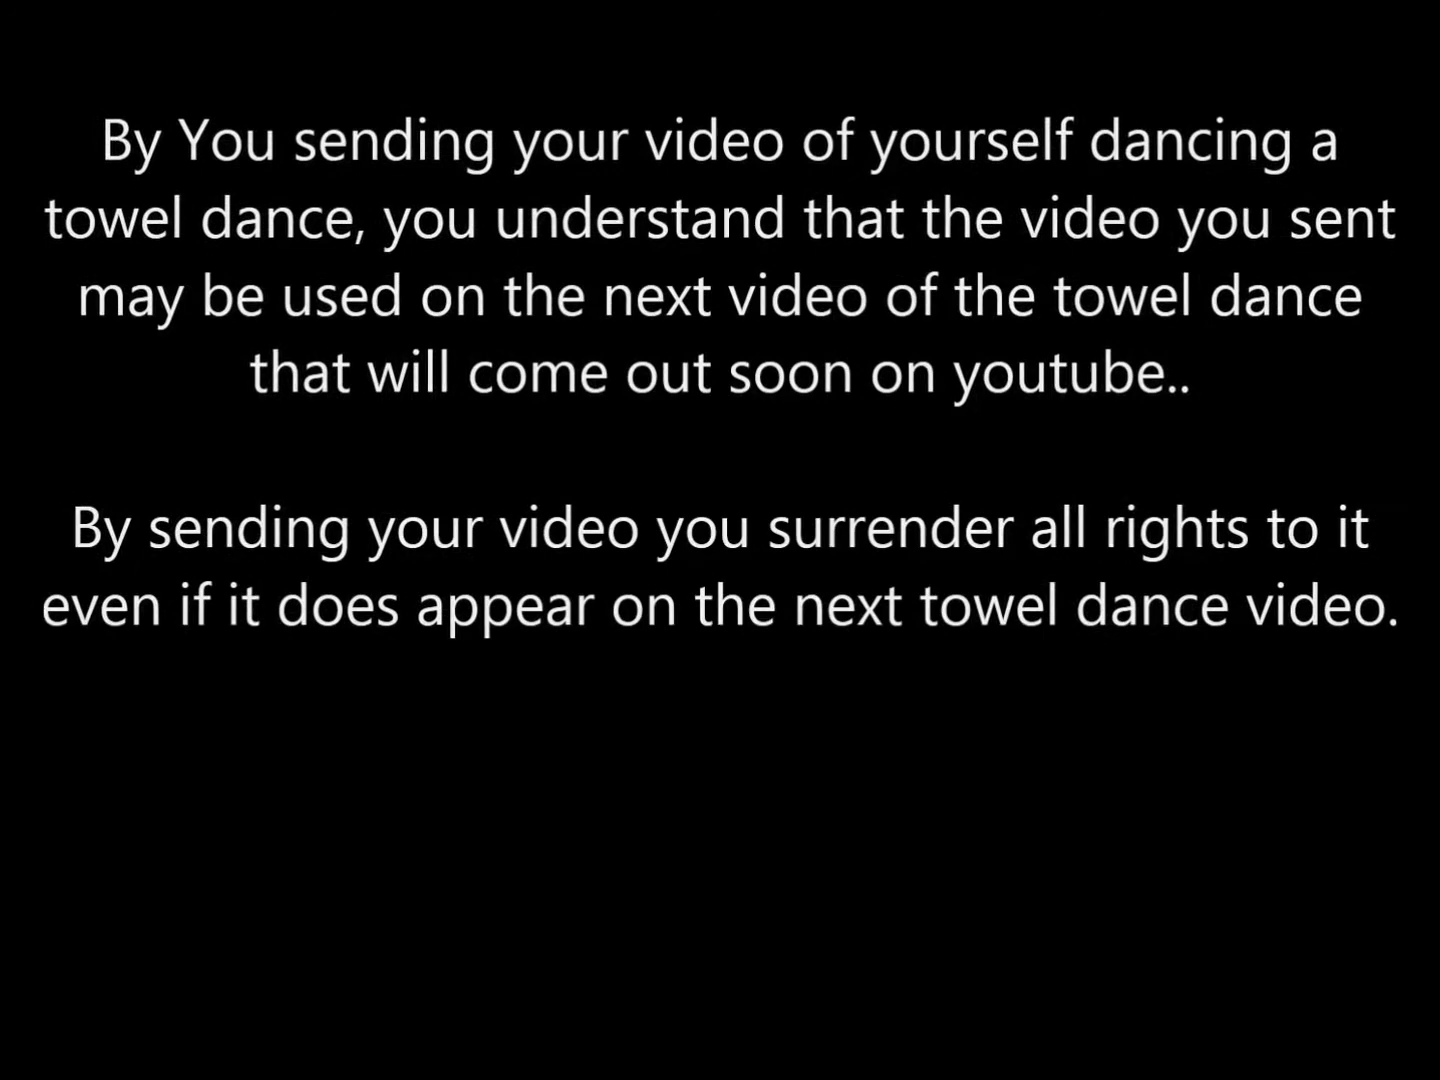 By You sending your video of yourself dancing a
towel dance, you understand that the video you sent
may be used on the next video of the towel dance
that will come out soon on youtube..
By sending your video you surrender all rights to it
even if it does appear on the next towel dance video.